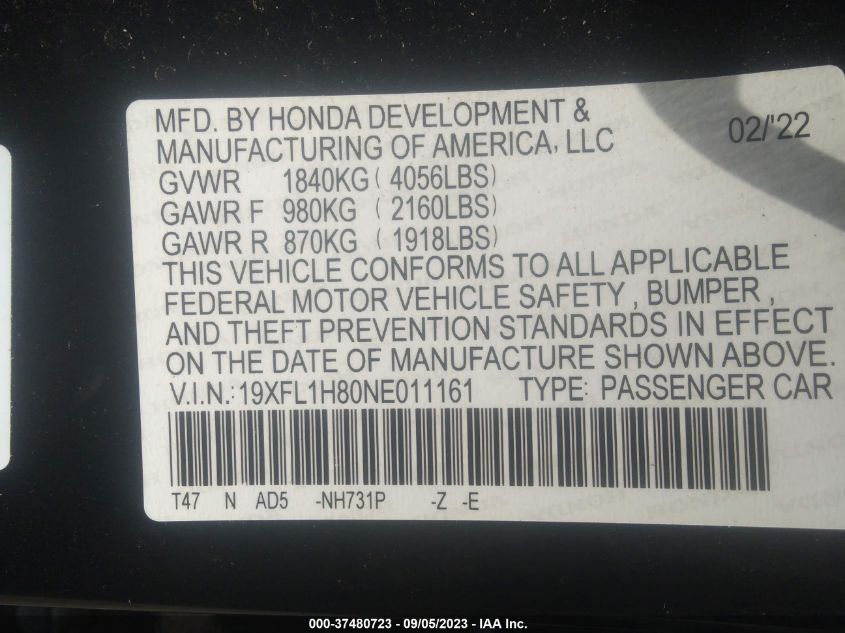 MFD. BY HONDA DEVELOPMENT &
MANUFACTURING OF AMERICA, LLC 02/'22
GVWR 1840KG ( 4056LBS)
GAWR F 980KG ( 2160LBS)
GAWR R 870KG ( 1918LBS)
THIS VEHICLE CONFORMS TO ALL APPLICABLE
FEDERAL MOTOR VEHICLE SAFETY , BUMPER ,
AND THEFT PREVENTION STANDARDS IN EFFECT
ON THE DATE OF MANUFACTURE SHOWN ABOVE.
V.I.N.: 19XFL1H80NE011161 TYPE: PASSENGER CAR
T47 N AD5 -NH731P -Z -E
000-37480723 - 09/05/2023 - IAA Inc.